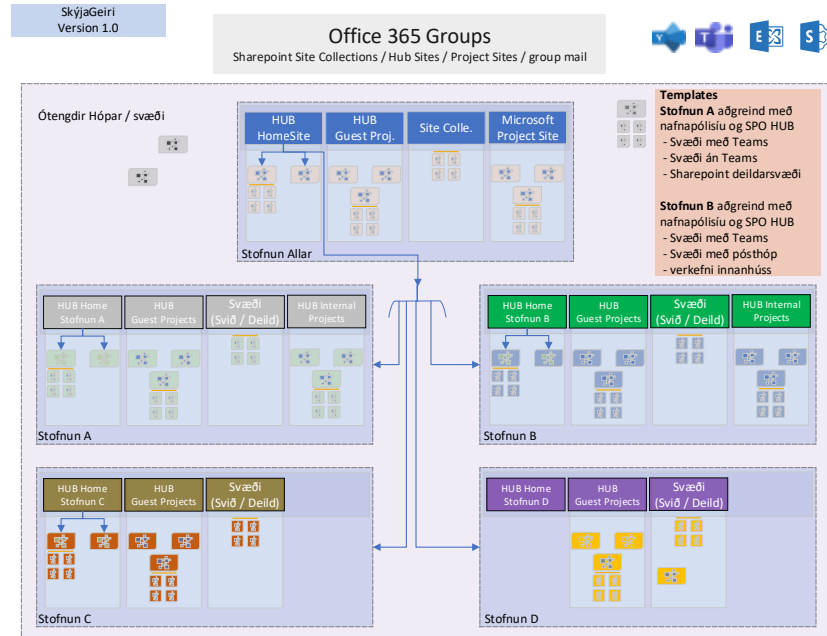 SkýjaGeiri
Version 1.0
Office 365 Groups
Sharepoint Site Collections / Hub Sites / Project Sites / group mail
Ótengdir Hópar / svæði
HUB
HomeSite
HUB
Guest Proj.
Site Colle.
Microsoft
Project Site
Stofnun Allar
Templates
Stofnun A aðgreind með
nafnapólisíu og SPO HUB
- Svæði með Teams
- Svæði án Teams
- Sharepoint deildarsvæði
Stofnun B aðgreind með
nafnapólisíu og SPO HUB
- Svæði með Teams
- Svæði með pósthóp
- verkefni innanhúss
HUB Home
Stofnun A
HUB
Guest Projects
Svæði
(Svið / Deild)
HUB Internal
Projects
Stofnun A
HUB Home
Stofnun B
HUB
Guest Projects
Svæði
(Svið / Deild)
HUB Internal
Projects
Stofnun B
HUB Home
Stofnun C
HUB
Guest Projects
Svæði
(Svið / Deild)
Stofnun C
HUB Home
Stofnun D
HUB
Guest Projects
Svæði
(Svið / Deild)
Stofnun D